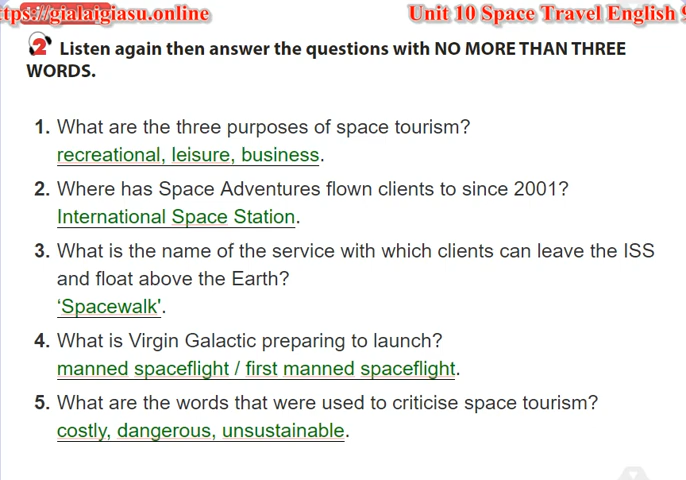 ttps://gialaigiasu.online Unit 10 Space Travel English 9
2 Listen again then answer the questions with NO MORE THAN THREE
WORDS.
1. What are the three purposes of space tourism?
recreational, leisure, business.
2. Where has Space Adventures flown clients to since 2001?
International Space Station.
3. What is the name of the service with which clients can leave the ISS
and float above the Earth?
‘Spacewalk'.
4. What is Virgin Galactic preparing to launch?
manned spaceflight / first manned spaceflight.
5. What are the words that were used to criticise space tourism?
costly, dangerous, unsustainable.